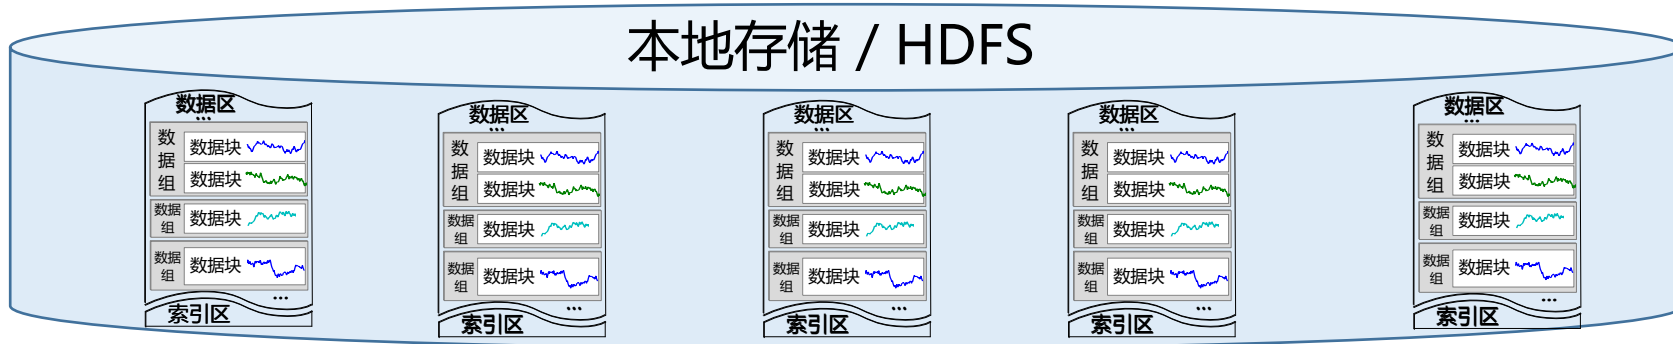 本地存储 / HDFS
数据区
...
数据组
数据块
数据块
数据组
数据块
数据组
数据块
...
索引区
数据区
...
数据组
数据块
数据块
数据组
数据块
数据组
数据块
...
索引区
数据区
...
数据组
数据块
数据块
数据组
数据块
数据组
数据块
...
索引区
数据区
...
数据组
数据块
数据块
数据组
数据块
数据组
数据块
...
索引区
数据区
...
数据组
数据块
数据块
数据组
数据块
数据组
数据块
...
索引区